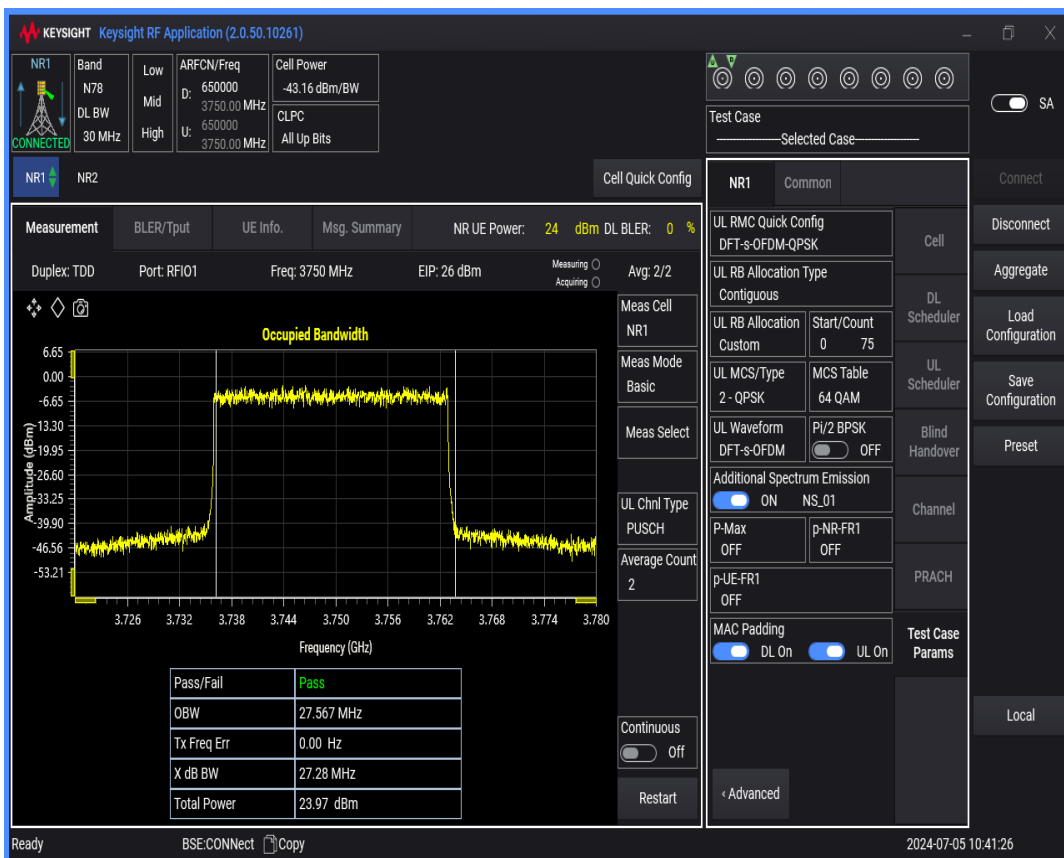 KEYSIGHT Keysight RF Application (2.0.50.10261)
NR1
CONNECTED
Band
N78
DL BW
30 MHz
Low
Mid
High
ARFCN/Freq
D: 650000
3750.00 MHz
U: 650000
3750.00 MHz
Cell Power
-43.16 dBm/BW
CLPC
All Up Bits
Test Case
----------------Selected Case----------------
SA
NR1 NR2
Cell Quick Config
Measurement BLER/Tput UE Info. Msg. Summary NR UE Power: 24 dBm DL BLER: 0 %
Duplex: TDD Port: RFIO1 Freq: 3750 MHz EIP: 26 dBm Measuring Acquiring Avg: 2/2
Occupied Bandwidth
Amplitude (dBm)
6.65
0.00
-6.65
-13.30
-19.95
-26.60
-33.25
-39.90
-46.56
-53.21
3.726 3.732 3.738 3.744 3.750 3.756 3.762 3.768 3.774 3.780
Frequency (GHz)
Pass/Fail Pass
OBW 27.567 MHz
Tx Freq Err 0.00 Hz
X dB BW 27.28 MHz
Total Power 23.97 dBm
Meas Cell
NR1
Meas Mode
Basic
Meas Select
UL Chnl Type
PUSCH
Average Count
2
Continuous
Off
Restart
NR1 Common
UL RMC Quick Config
DFT-s-OFDM-QPSK
UL RB Allocation Type
Contiguous
UL RB Allocation Start/Count
Custom 0 75
UL MCS/Type MCS Table
2 - QPSK 64 QAM
UL Waveform Pi/2 BPSK
DFT-s-OFDM OFF
Additional Spectrum Emission
ON NS_01
P-Max p-NR-FR1
OFF OFF
p-UE-FR1
OFF
MAC Padding
DL On UL On
‹ Advanced
Cell
DL
Scheduler
UL
Scheduler
Blind
Handover
Channel
PRACH
Test Case
Params
Connect
Disconnect
Aggregate
Load
Configuration
Save
Configuration
Preset
Local
Ready BSE:CONNect Copy 2024-07-05 10:41:26